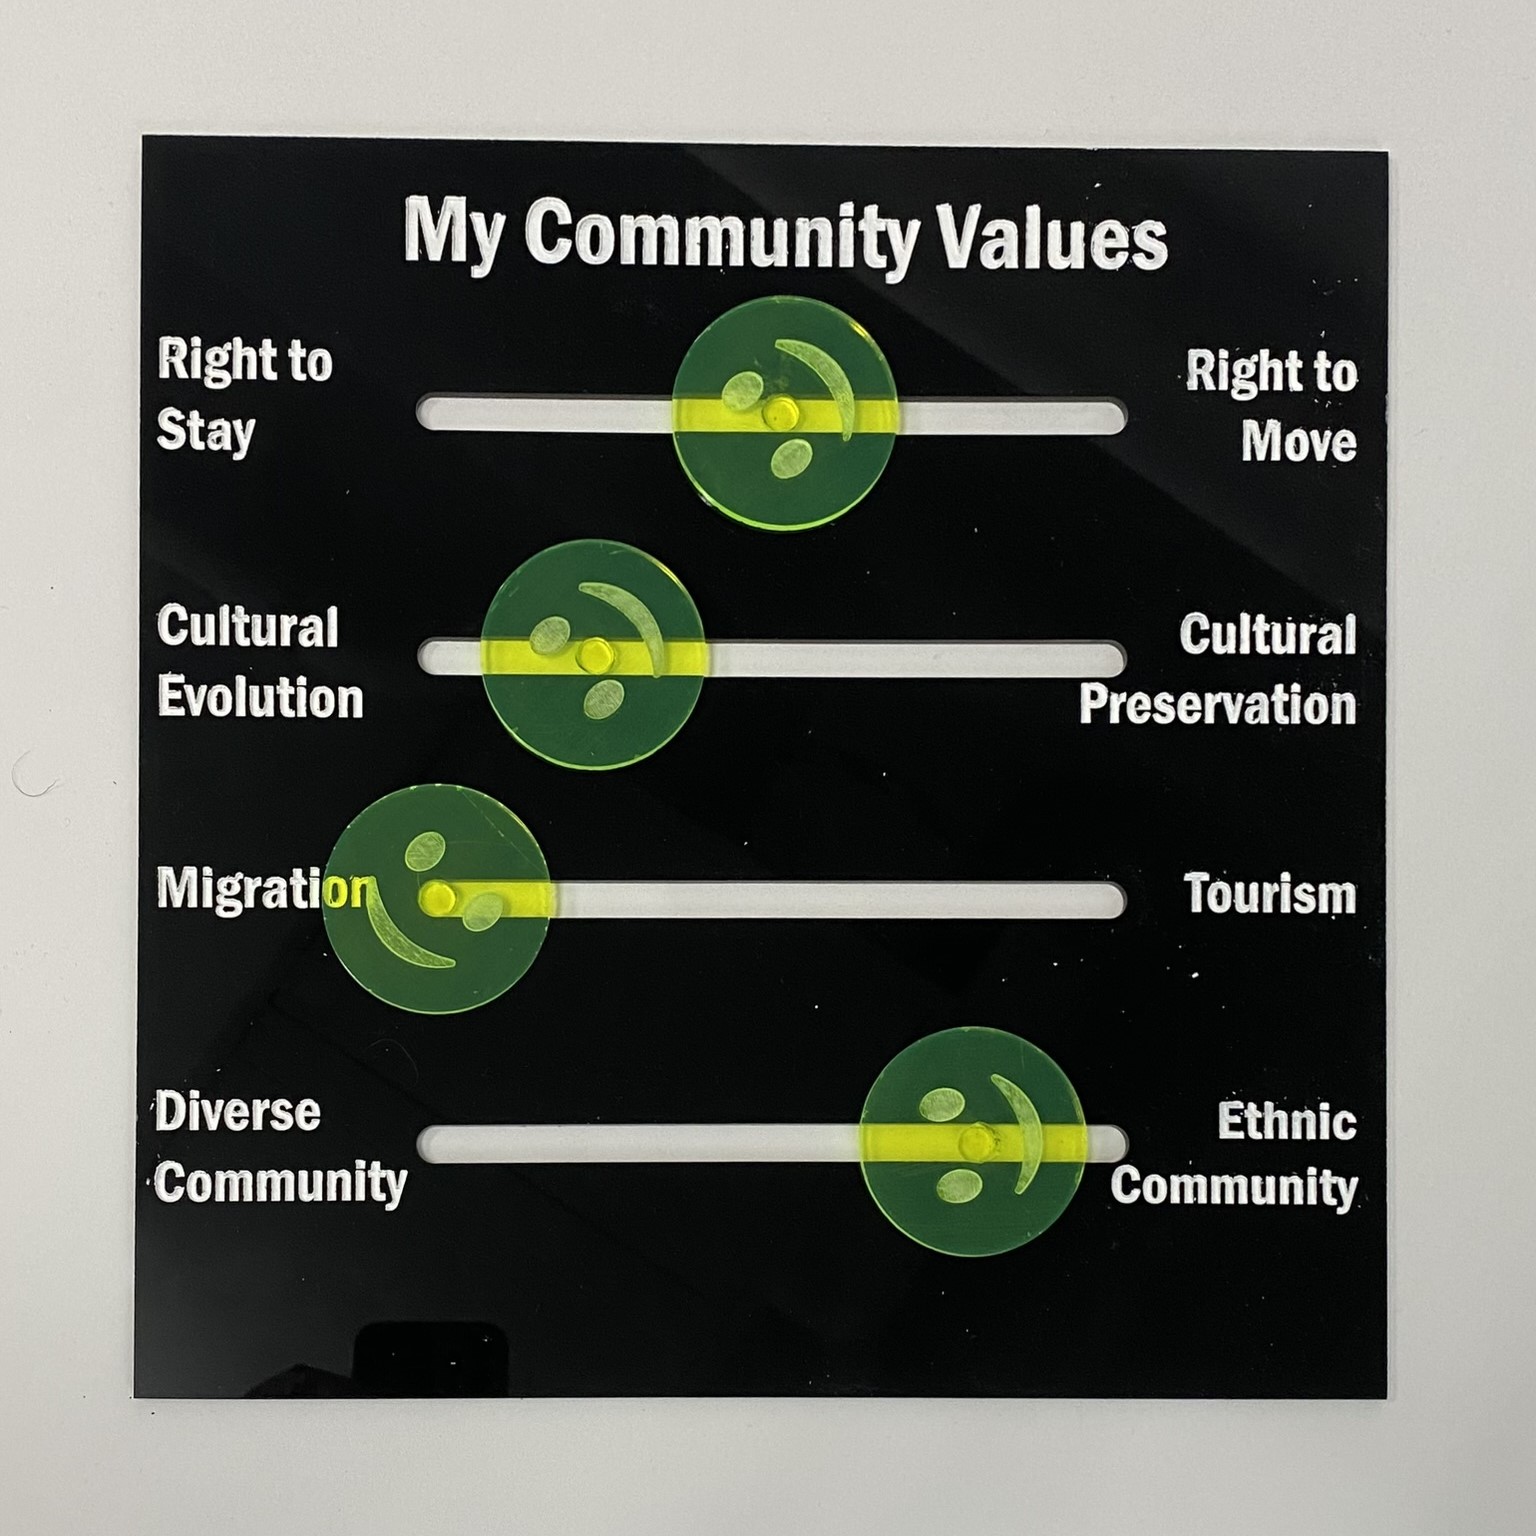 My Community Values
Right to
Stay
Right to
Move
Cultural
Evolution
Cultural
Preservation
Migration
Tourism
Diverse
Community
Ethnic
Community